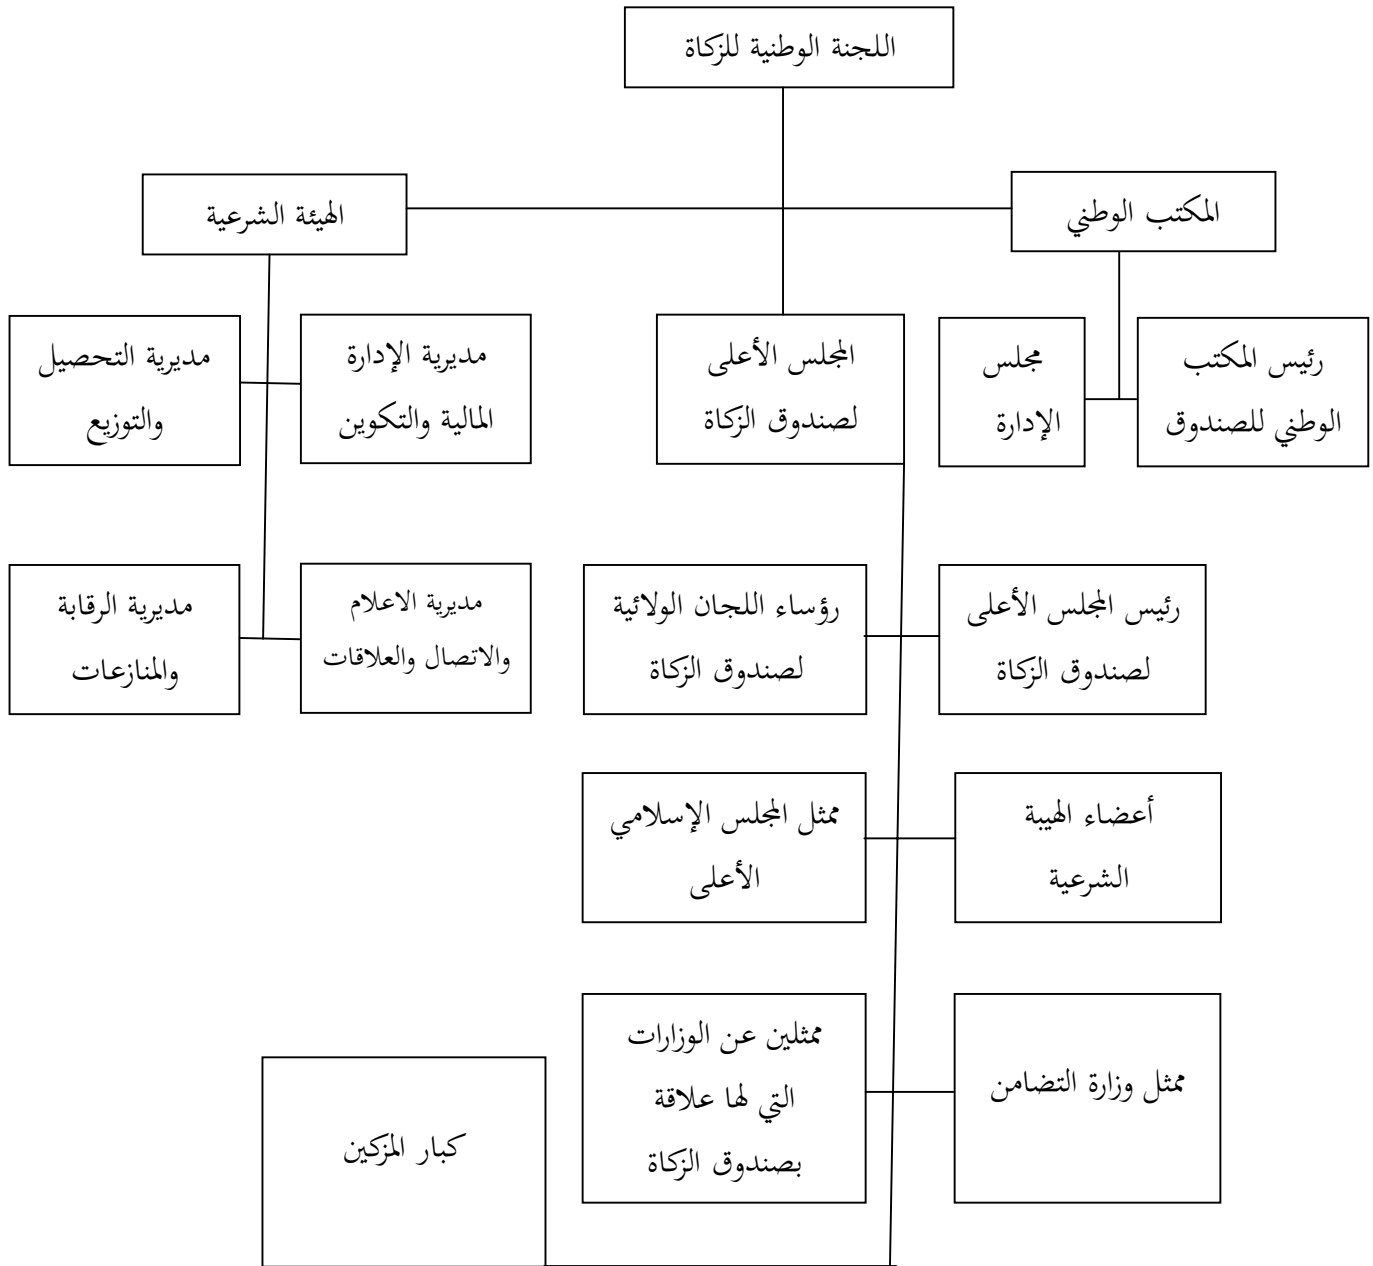 اللجنة الوطنية للزكاة
المكتب الوطني
الهيئة الشرعية
رئيس المكتب
الوطني للصندوق
مجلس
الإدارة
المجلس الأعلى
لصندوق الزكاة
مديرية الإدارة
المالية والتكوين
مديرية التحصيل
والتوزيع
رئيس المجلس الأعلى
لصندوق الزكاة
رؤساء اللجان الولائية
لصندوق الزكاة
مديرية الاعلام
والاتصال والعلاقات
مديرية الرقابة
والمنازعات
أعضاء الهيبة
الشرعية
ممثل المجلس الإسلامي
الأعلى
ممثل وزارة التضامن
ممثلين عن الوزارات
التي لها علاقة
بصندوق الزكاة
كبار المزكين